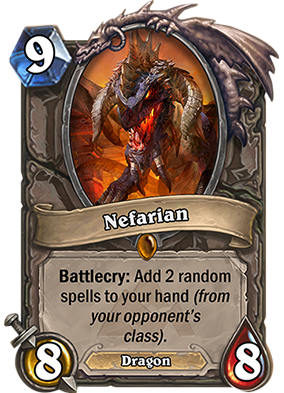 9
Nefarian
Battlecry: Add 2 random
spells to your hand (from
your opponent's
class).
Dragon
8
8